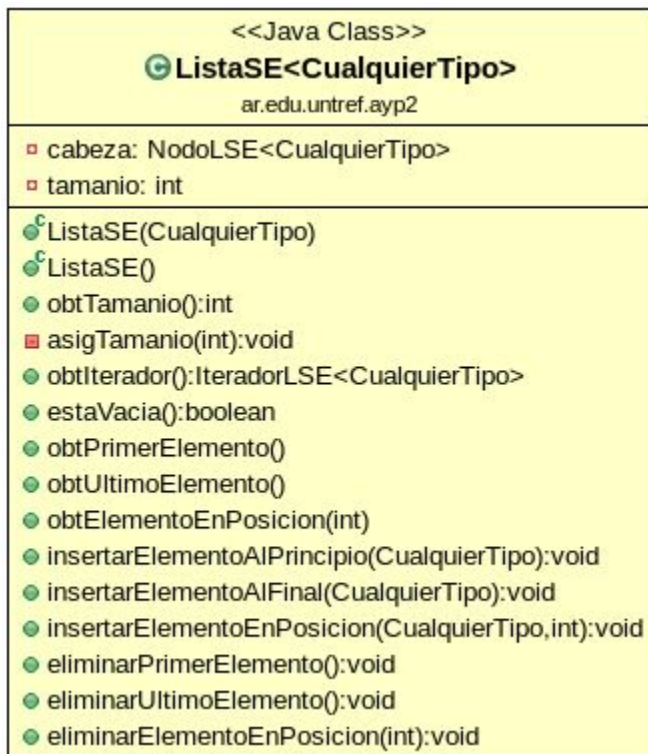 <<Java Class>>
C ListaSE<CualquierTipo>
ar.edu.untref.ayp2
cabeza: NodoLSE<CualquierTipo>
tamanio: int
c ListaSE(CualquierTipo)
c ListaSE()
obtTamanio():int
asigTamanio(int):void
obtIterador():IteradorLSE<CualquierTipo>
estaVacia():boolean
obtPrimerElemento()
obtUltimoElemento()
obtElementoEnPosicion(int)
insertarElementoAlPrincipio(CualquierTipo):void
insertarElementoAlFinal(CualquierTipo):void
insertarElementoEnPosicion(CualquierTipo,int):void
eliminarPrimerElemento():void
eliminarUltimoElemento():void
eliminarElementoEnPosicion(int):void